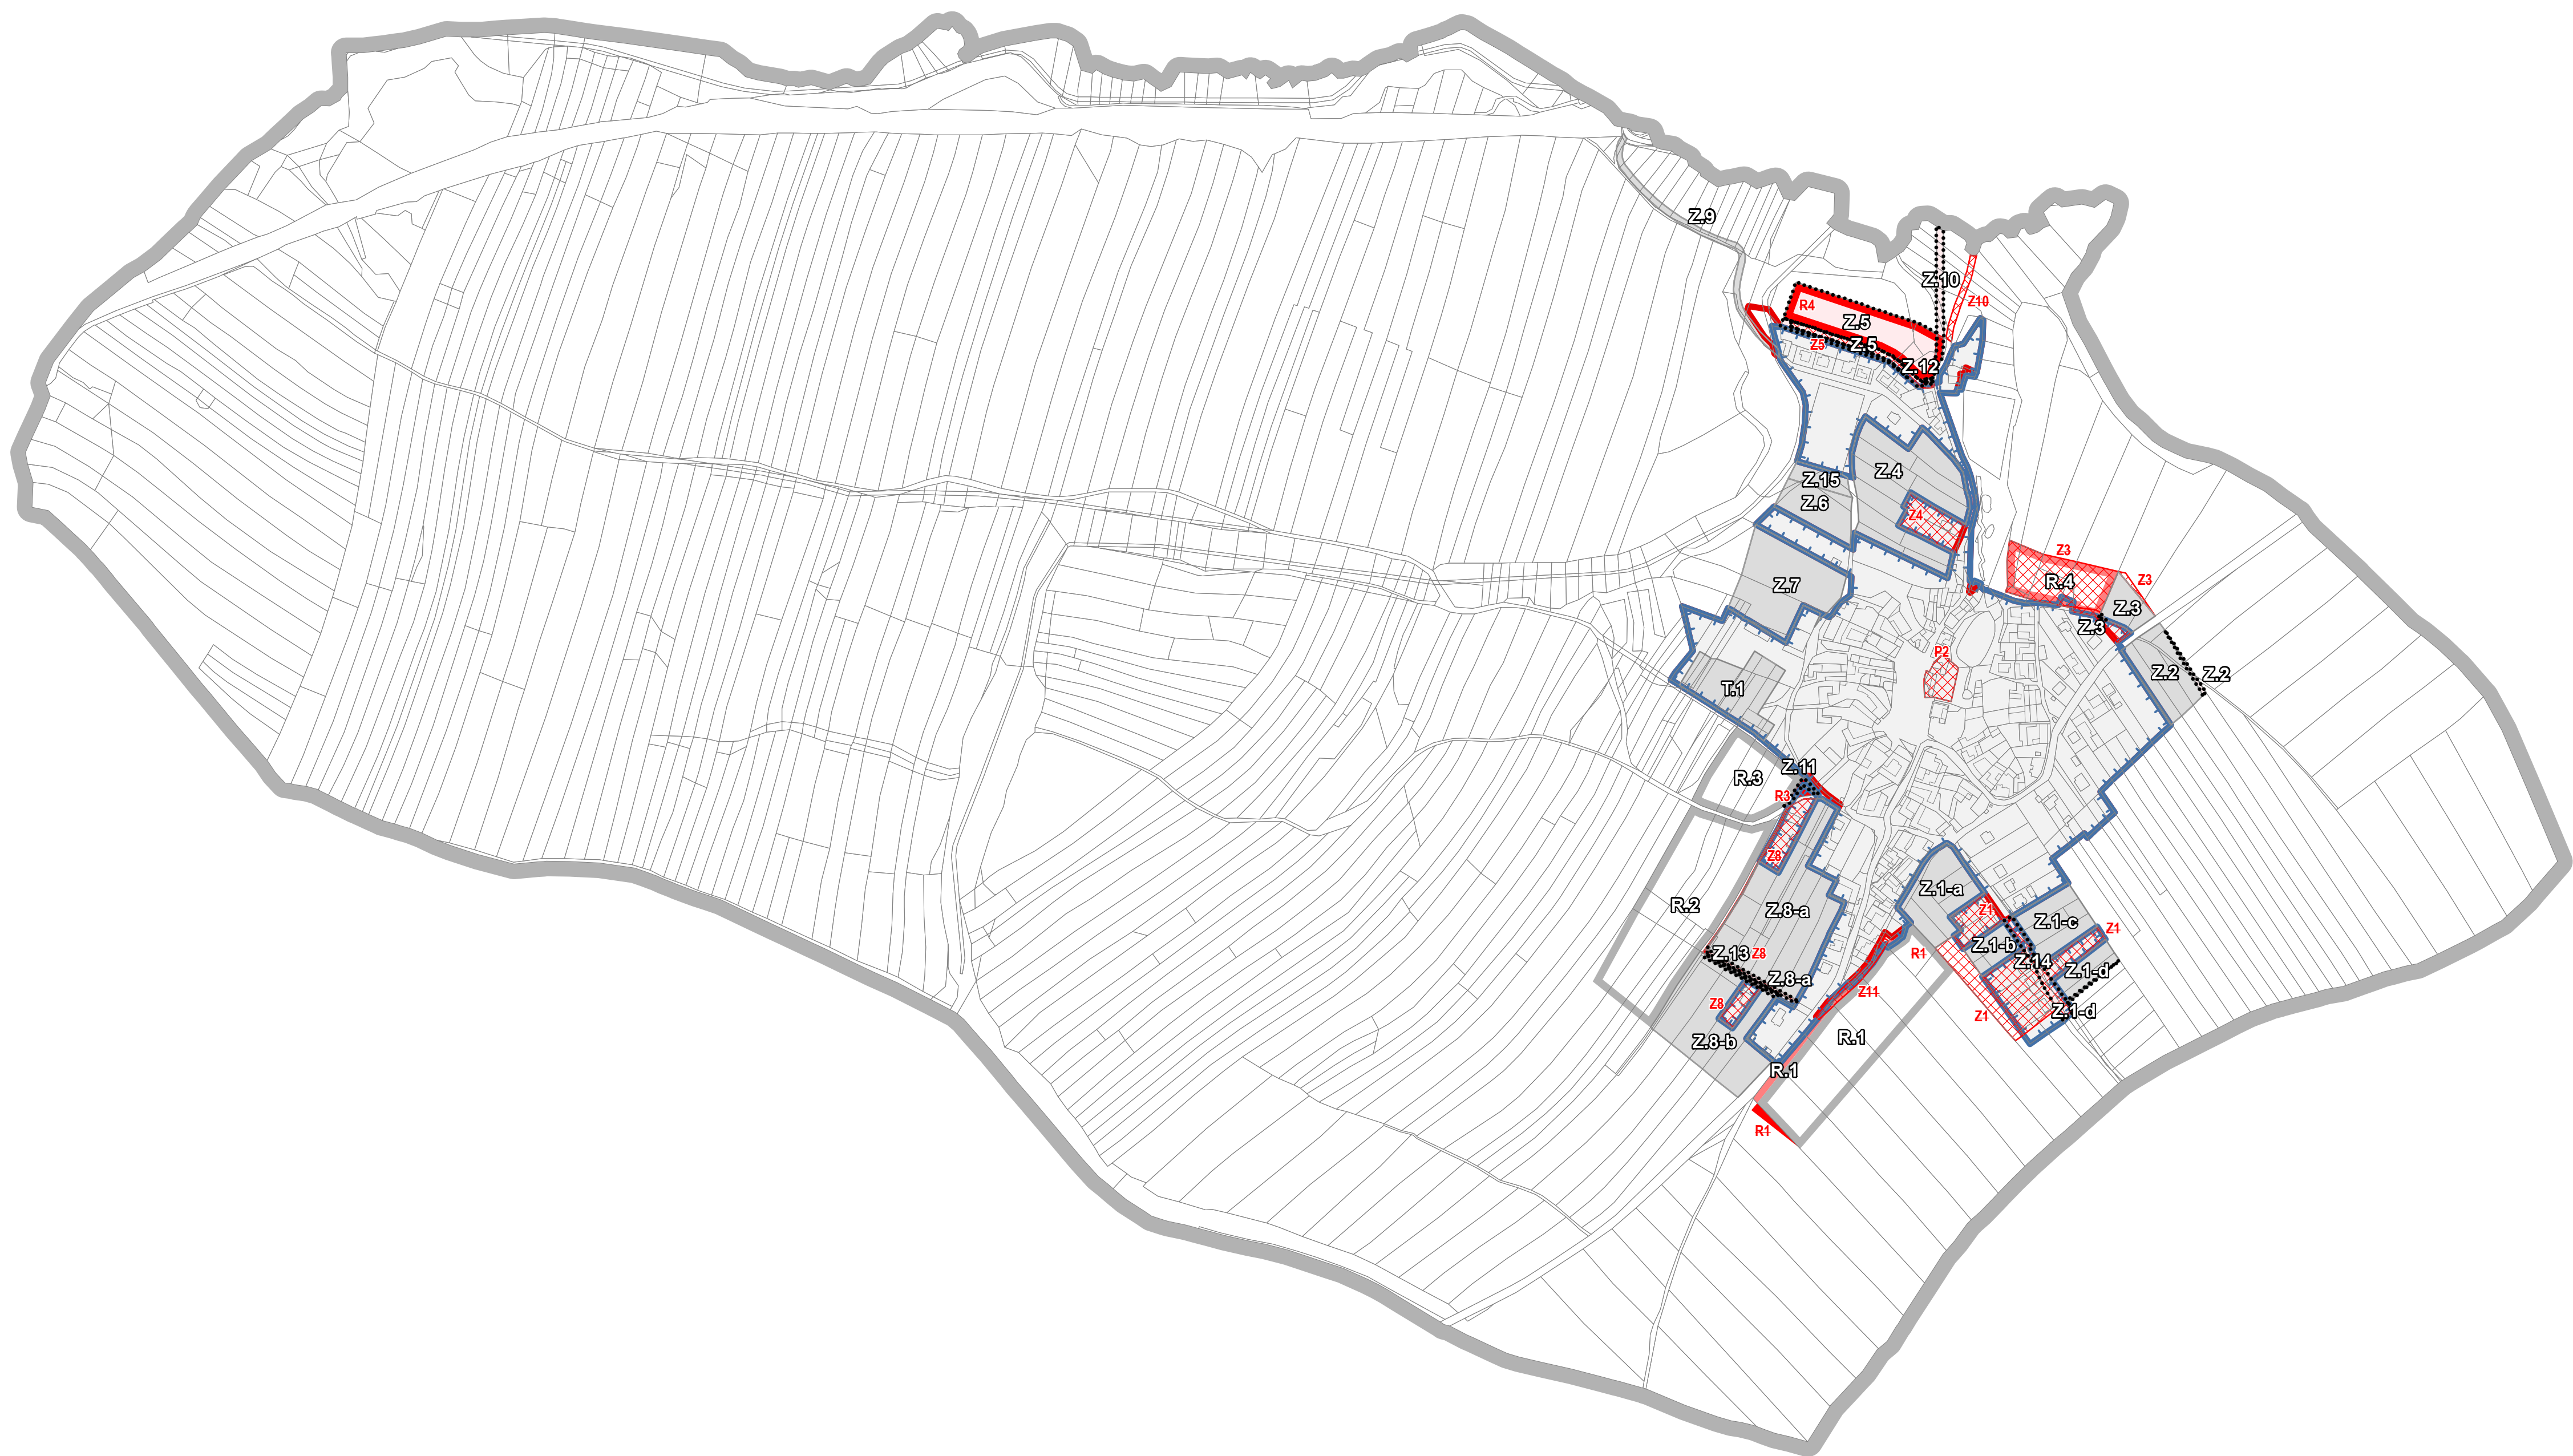 Z.9
Z.10
Z10
R4
Z.5
Z5
Z.5
Z.12
Z.4
Z.15
Z.6
Z4
Z.7
Z3
R.4
Z3
Z.3
Z.3
P2
Z.2
Z.2
T.1
Z.11
R.3
R3
Z8
R.2
Z.8-a
Z.1-a
Z1
Z.1-c
Z1
Z.1-b
R1
Z.13
Z8
Z.14
Z.1-d
Z.8-a
Z11
Z8
Z1
Z.1-d
Z.8-b
R.1
R.1
R1